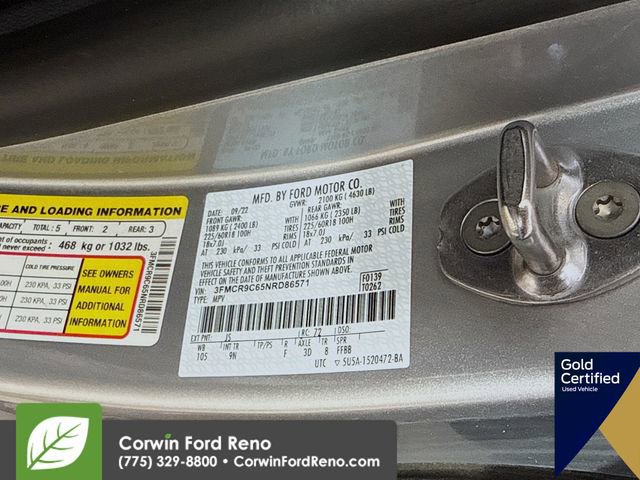 MFD. BY FORD MOTOR CO.
DATE: 09/22 GVWR: 2100 KG ( 4630 LB)
FRONT GAWR: REAR GAWR:
1089 KG ( 2400 LB) 1066 KG ( 2350 LB)
225/60R18 100H TIRES 225/60R18 100H TIRES
18x7.0J RIMS 18x7.0J RIMS
AT 230 kPa/ 33 PSI COLD AT 230 kPa/ 33 PSI COLD
THIS VEHICLE CONFORMS TO ALL APPLICABLE FEDERAL MOTOR
VEHICLE SAFETY AND THEFT PREVENTION STANDARDS IN
EFFECT ON THE DATE OF MANUFACTURE SHOWN ABOVE.
VIN: 3FMCR9C65NRD86571 F0139
TYPE: MPV T0262
EXT PNT: JS RC: 72 DSO:
WB INT TR TP/PS R AXLE TR
105 9N F 3D 8 FFBB
UTC ▽ 5U5A-1520472-BA
E AND LOADING INFORMATION
CAPACITY TOTAL: 5 FRONT: 2 REAR: 3
t of occupants
never exceed : 468 kg or 1032 lbs.
COLD TIRE PRESSURE
230 KPA, 33 PSI
230 KPA, 33 PSI
SEE OWNERS
MANUAL FOR
ADDITIONAL
INFORMATION
3FMCR9C65NRD86571
Gold
Certified
Used Vehicle
Corwin Ford Reno
(775) 329-8800 • CorwinFordReno.com